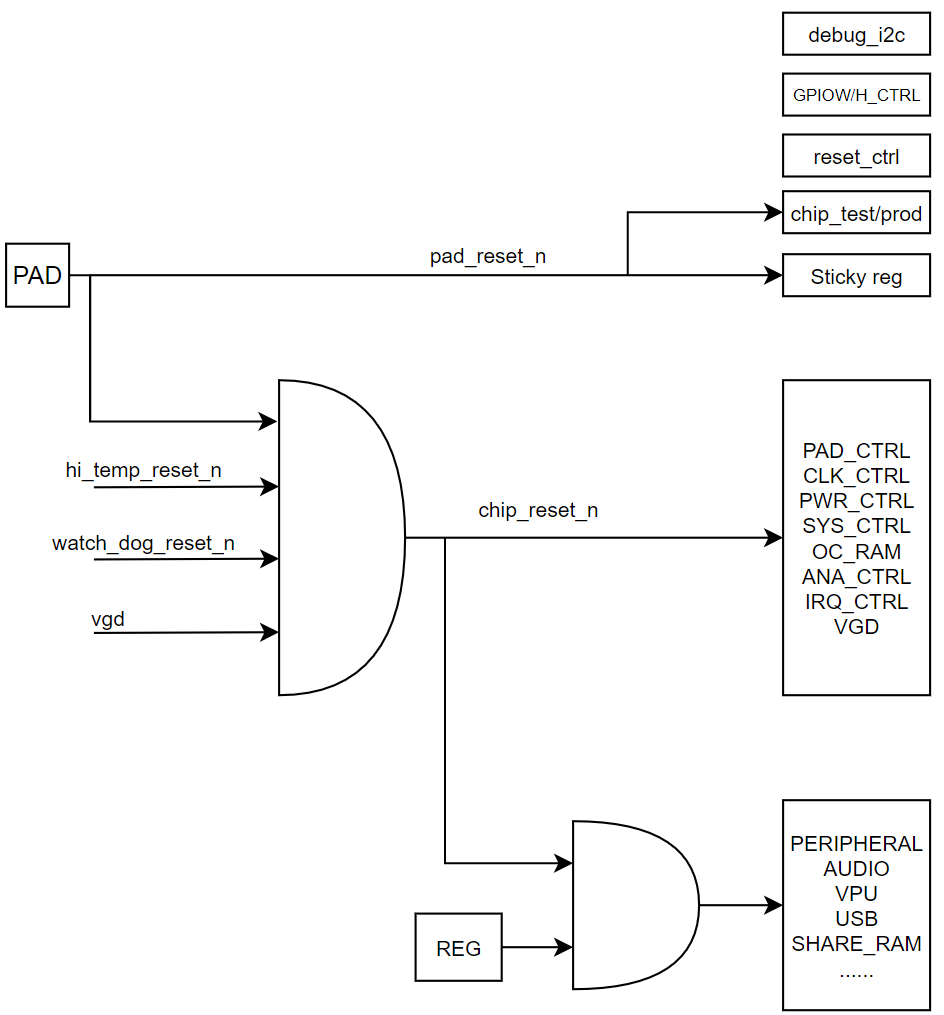 debug_i2c
GPIOW/H_CTRL
reset_ctrl
chip_test/prod
pad_reset_n
PAD
Sticky reg
hi_temp_reset_n
watch_dog_reset_n
vgd
chip_reset_n
PAD_CTRL
CLK_CTRL
PWR_CTRL
SYS_CTRL
OC_RAM
ANA_CTRL
IRQ_CTRL
VGD
REG
PERIPHERAL
AUDIO
VPU
USB
SHARE_RAM
......